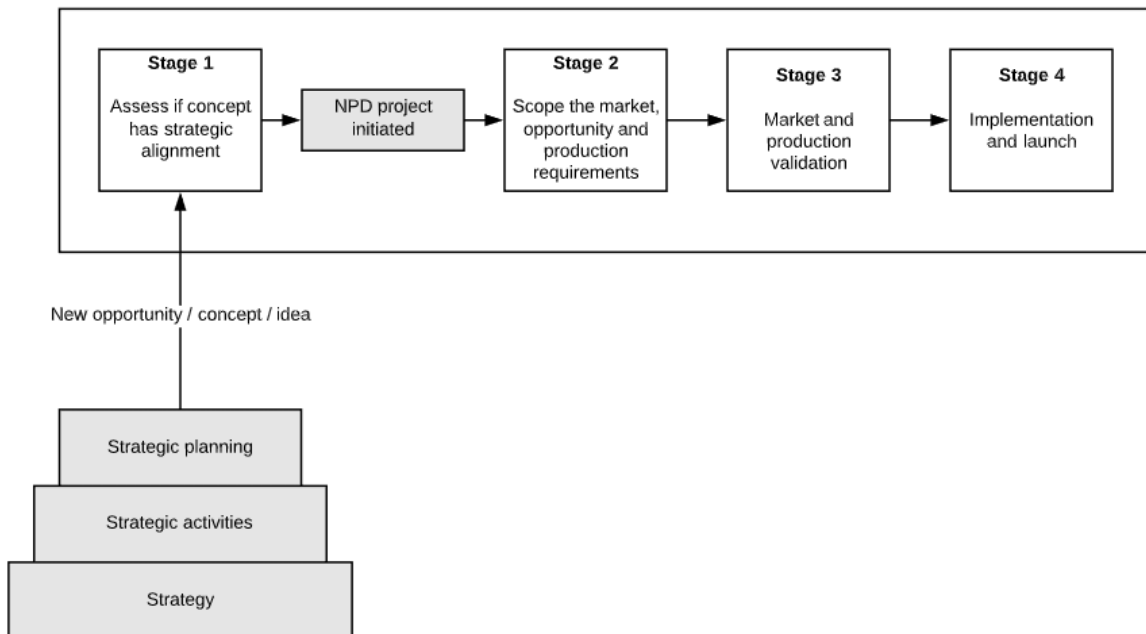 Stage 1
Assess if concept
has strategic
alignment
NPD project
initiated
Stage 2
Scope the market,
opportunity and
production
requirements
Stage 3
Market and
production
validation
Stage 4
Implementation
and launch
New opportunity / concept / idea
Strategic planning
Strategic activities
Strategy